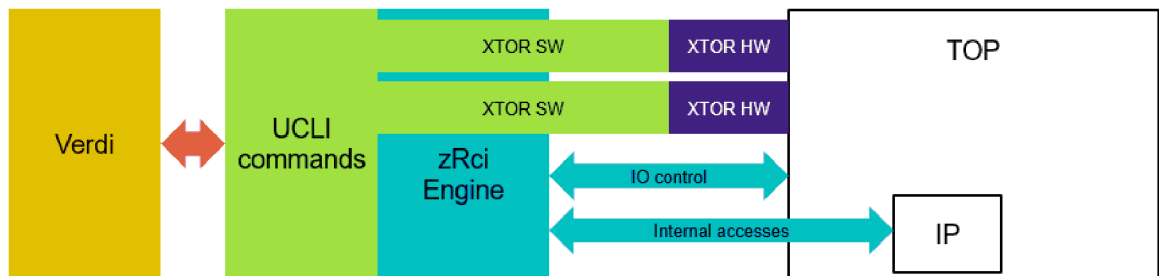 Verdi
UCLI
commands
zRci
Engine
XTOR SW
XTOR HW
XTOR SW
XTOR HW
IO control
Internal accesses
TOP
IP